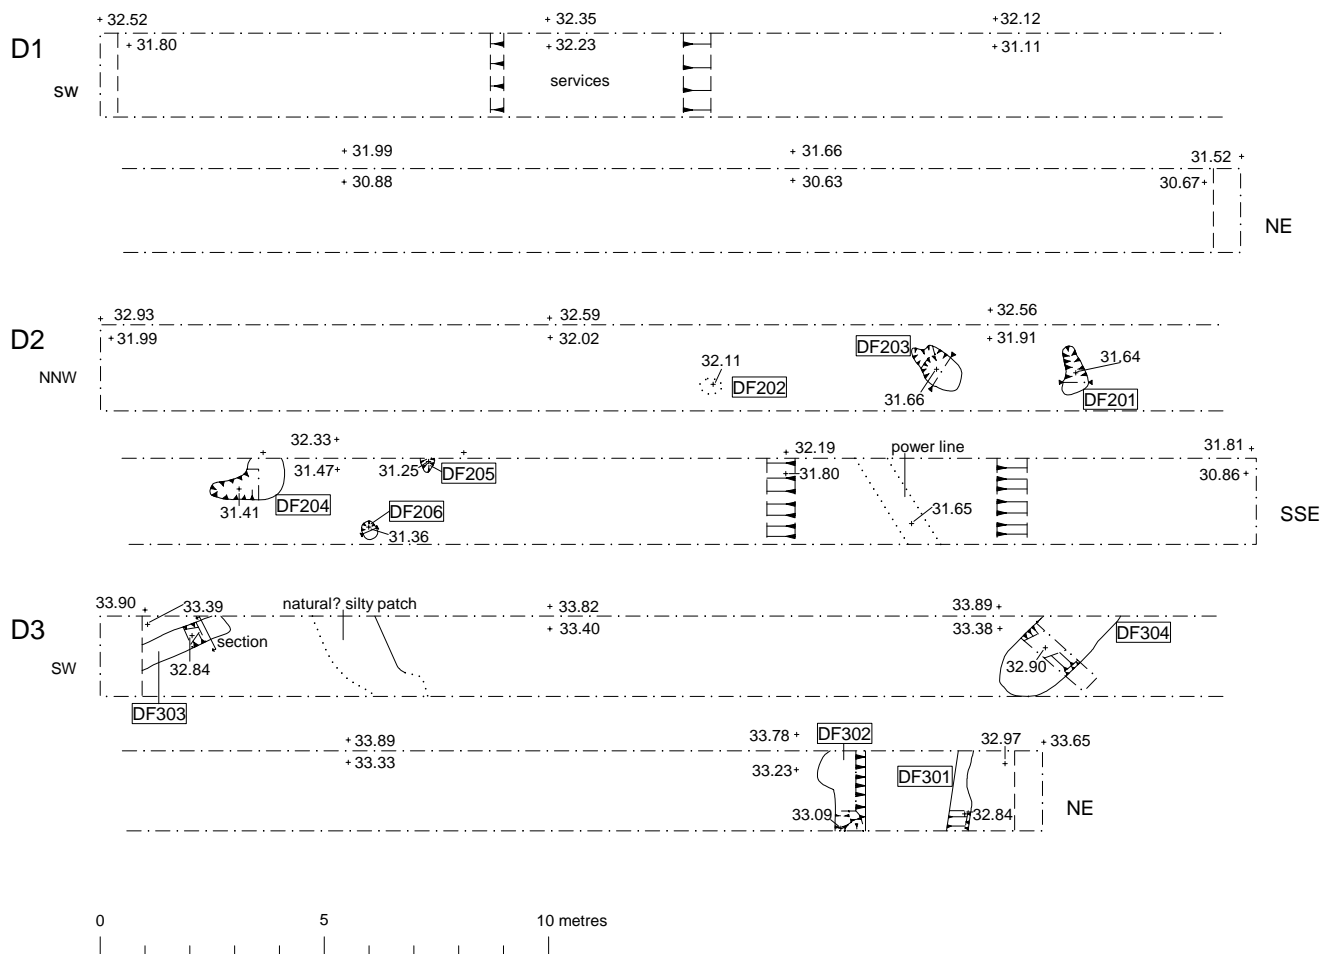 32.52 32.35 32.12
D1 31.80 32.23 31.11
SW services
31.99 31.66 31.52
30.88 30.63 30.67
NE
32.93 32.59 32.56
D2 31.99 32.02 DF203 31.91
NNW 32.11 DF202 31.66 31.64 DF201
32.33 32.19 power line 31.81
31.47 31.25 DF205 31.80 30.86
31.41 DF204 DF206 31.36 31.65 SSE
33.90 33.39 natural? silty patch 33.82 33.89
D3 section 33.40 33.38 DF304
SW 32.84 32.90
DF303
33.89 33.78 DF302 32.97 33.65
33.33 33.23 DF301
33.09 32.84 NE
0 5 10 metres